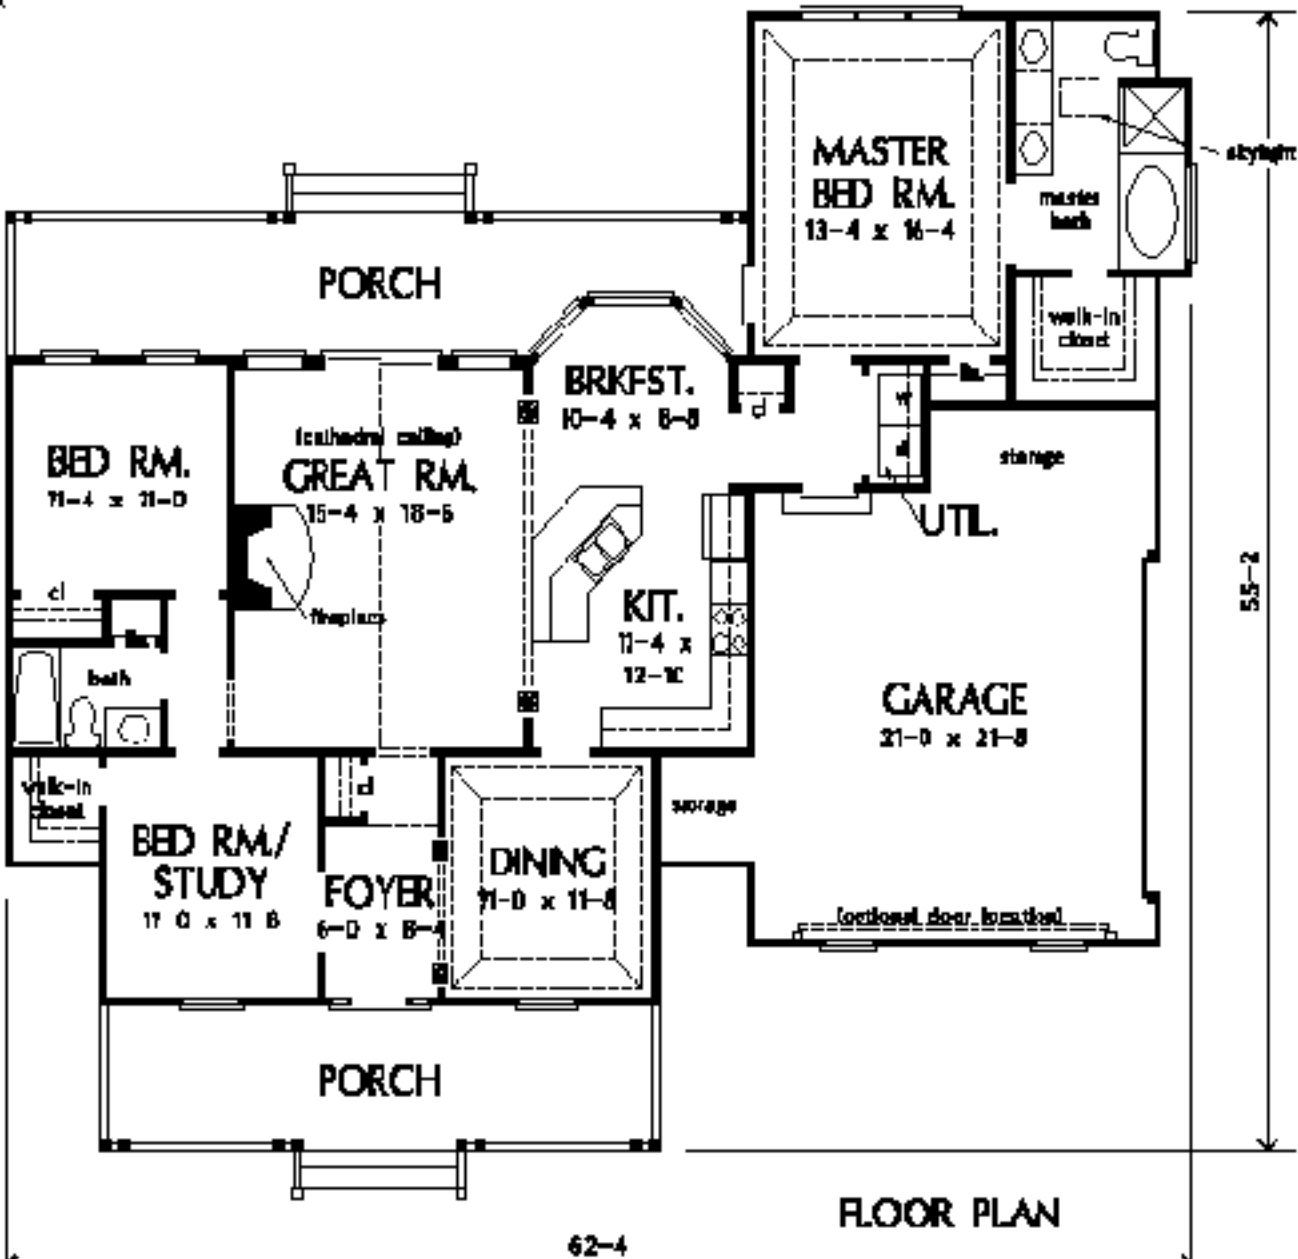 MASTER
BED RM.
13-4 x 16-4
skylight
master
bath
walk-in
closet
PORCH
BRKFST.
10-4 x 8-8
cl
lin.
w
d
storage
BED RM.
11-4 x 11-0
(cathedral ceiling)
GREAT RM.
15-4 x 18-6
UTIL.
fireplace
cl
lin.
bath
KIT.
11-4 x
12-10
55-2
GARAGE
21-0 x 21-8
walk-in
closet
cl
storage
BED RM./
STUDY
11-0 x 11-8
FOYER
6-0 x 8-4
DINING
11-0 x 11-8
(optional door location)
PORCH
FLOOR PLAN
62-4